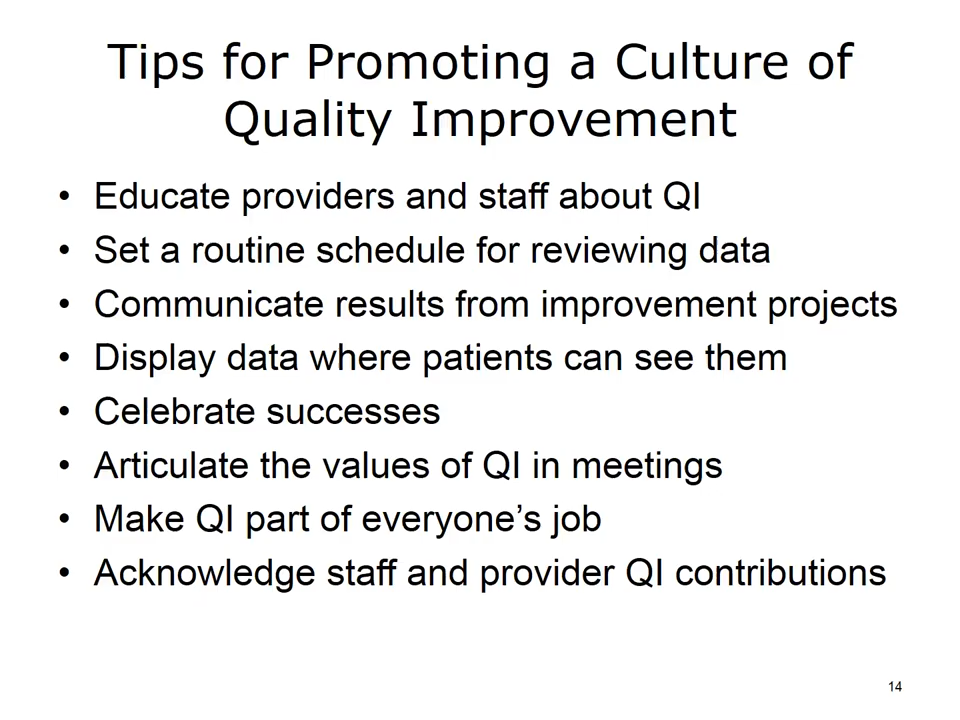 Tips for Promoting a Culture of
Quality Improvement
• Educate providers and staff about QI
• Set a routine schedule for reviewing data
• Communicate results from improvement projects
• Display data where patients can see them
• Celebrate successes
• Articulate the values of QI in meetings
• Make QI part of everyone’s job
• Acknowledge staff and provider QI contributions
14